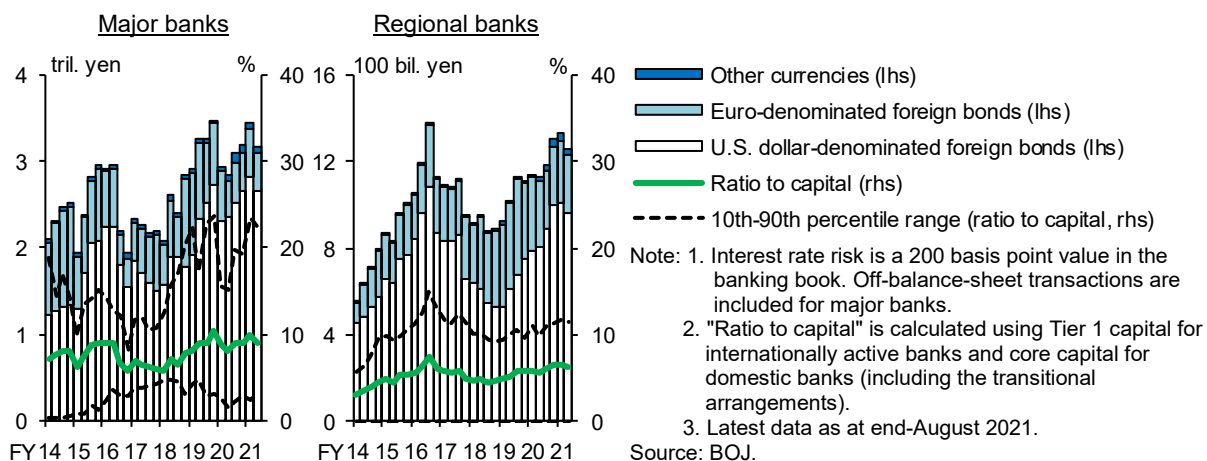 Major banks
Regional banks
tril. yen
%
100 bil. yen
%
4
3
2
1
0
40
30
20
10
0
16
12
8
4
0
40
30
20
10
0
FY 14 15 16 17 18 19 20 21
FY 14 15 16 17 18 19 20 21
Other currencies (lhs)
Euro-denominated foreign bonds (lhs)
U.S. dollar-denominated foreign bonds (lhs)
Ratio to capital (rhs)
10th-90th percentile range (ratio to capital, rhs)
Note: 1. Interest rate risk is a 200 basis point value in the
banking book. Off-balance-sheet transactions are
included for major banks.
2. "Ratio to capital" is calculated using Tier 1 capital for
internationally active banks and core capital for
domestic banks (including the transitional
arrangements).
3. Latest data as at end-August 2021.
Source: BOJ.